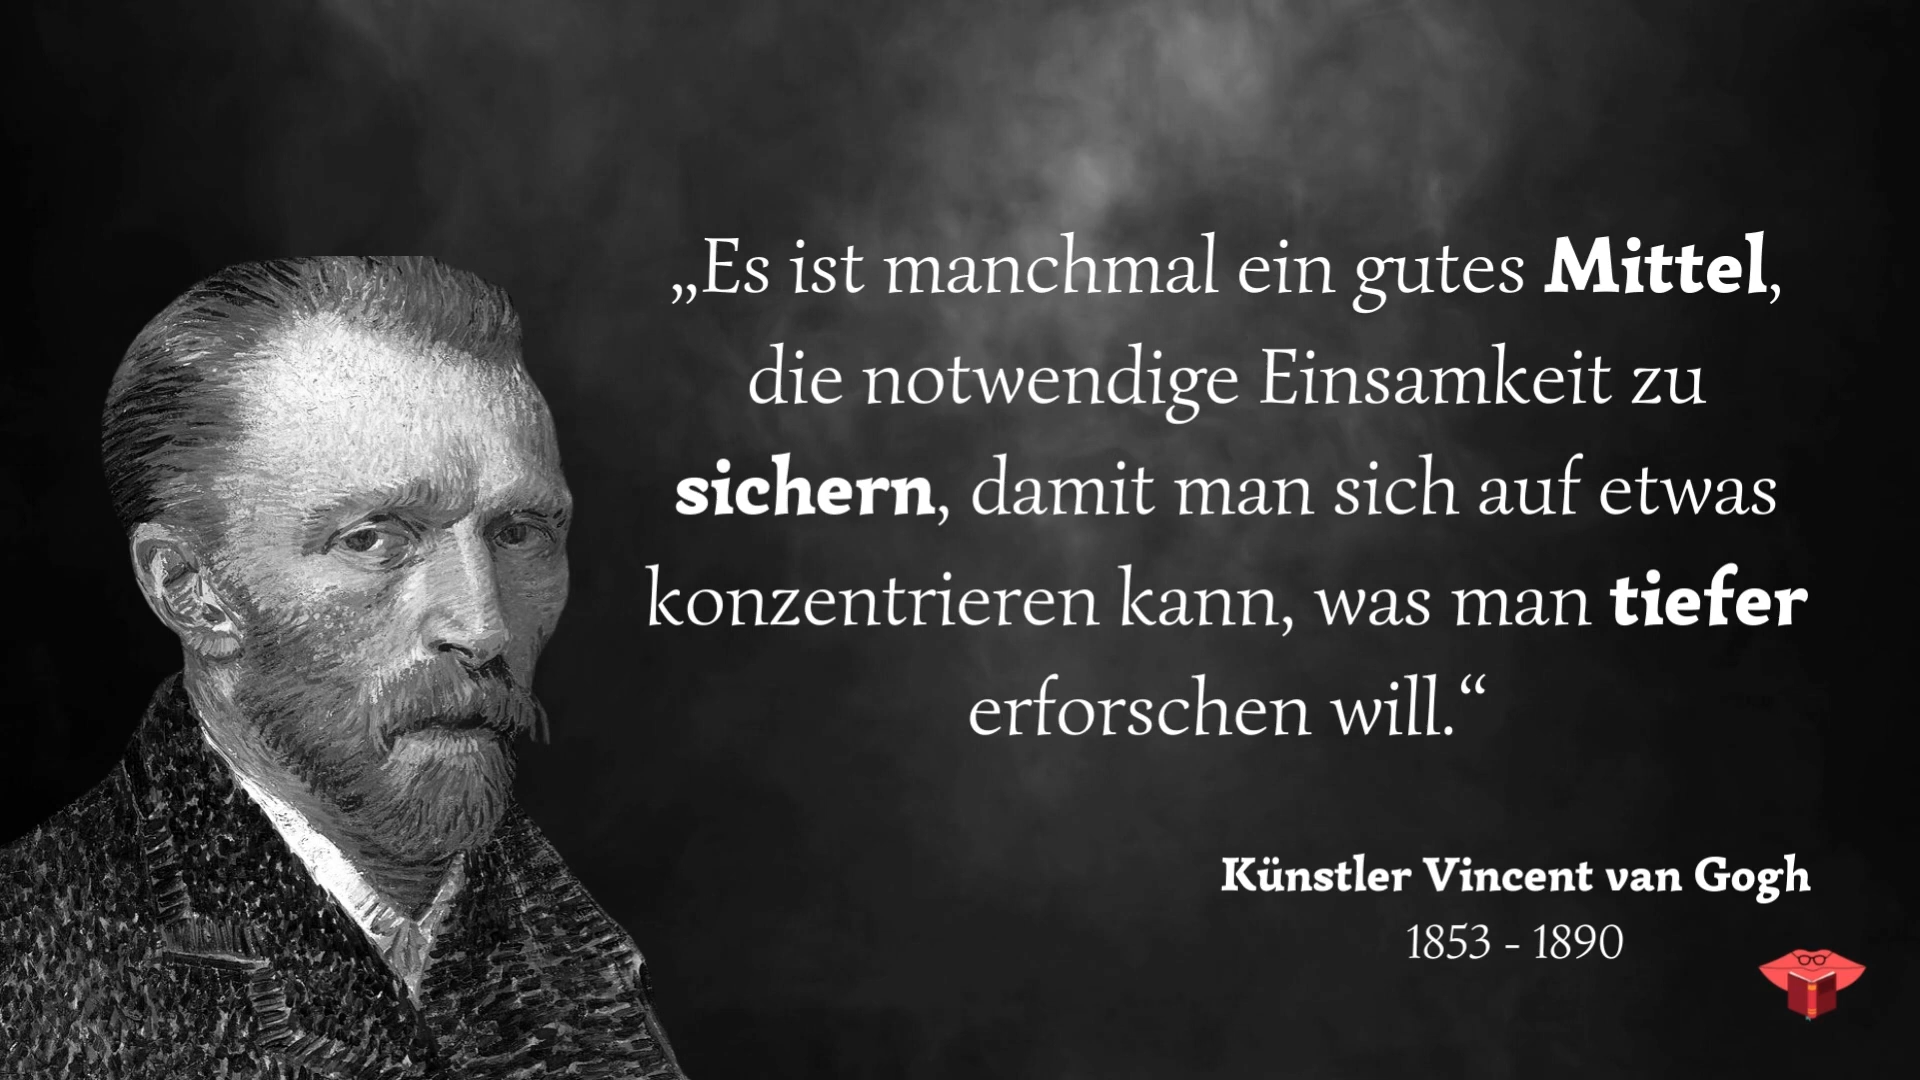 „Es ist manchmal ein gutes Mittel,
die notwendige Einsamkeit zu
sichern, damit man sich auf etwas
konzentrieren kann, was man tiefer
erforschen will.“
Künstler Vincent van Gogh
1853 - 1890